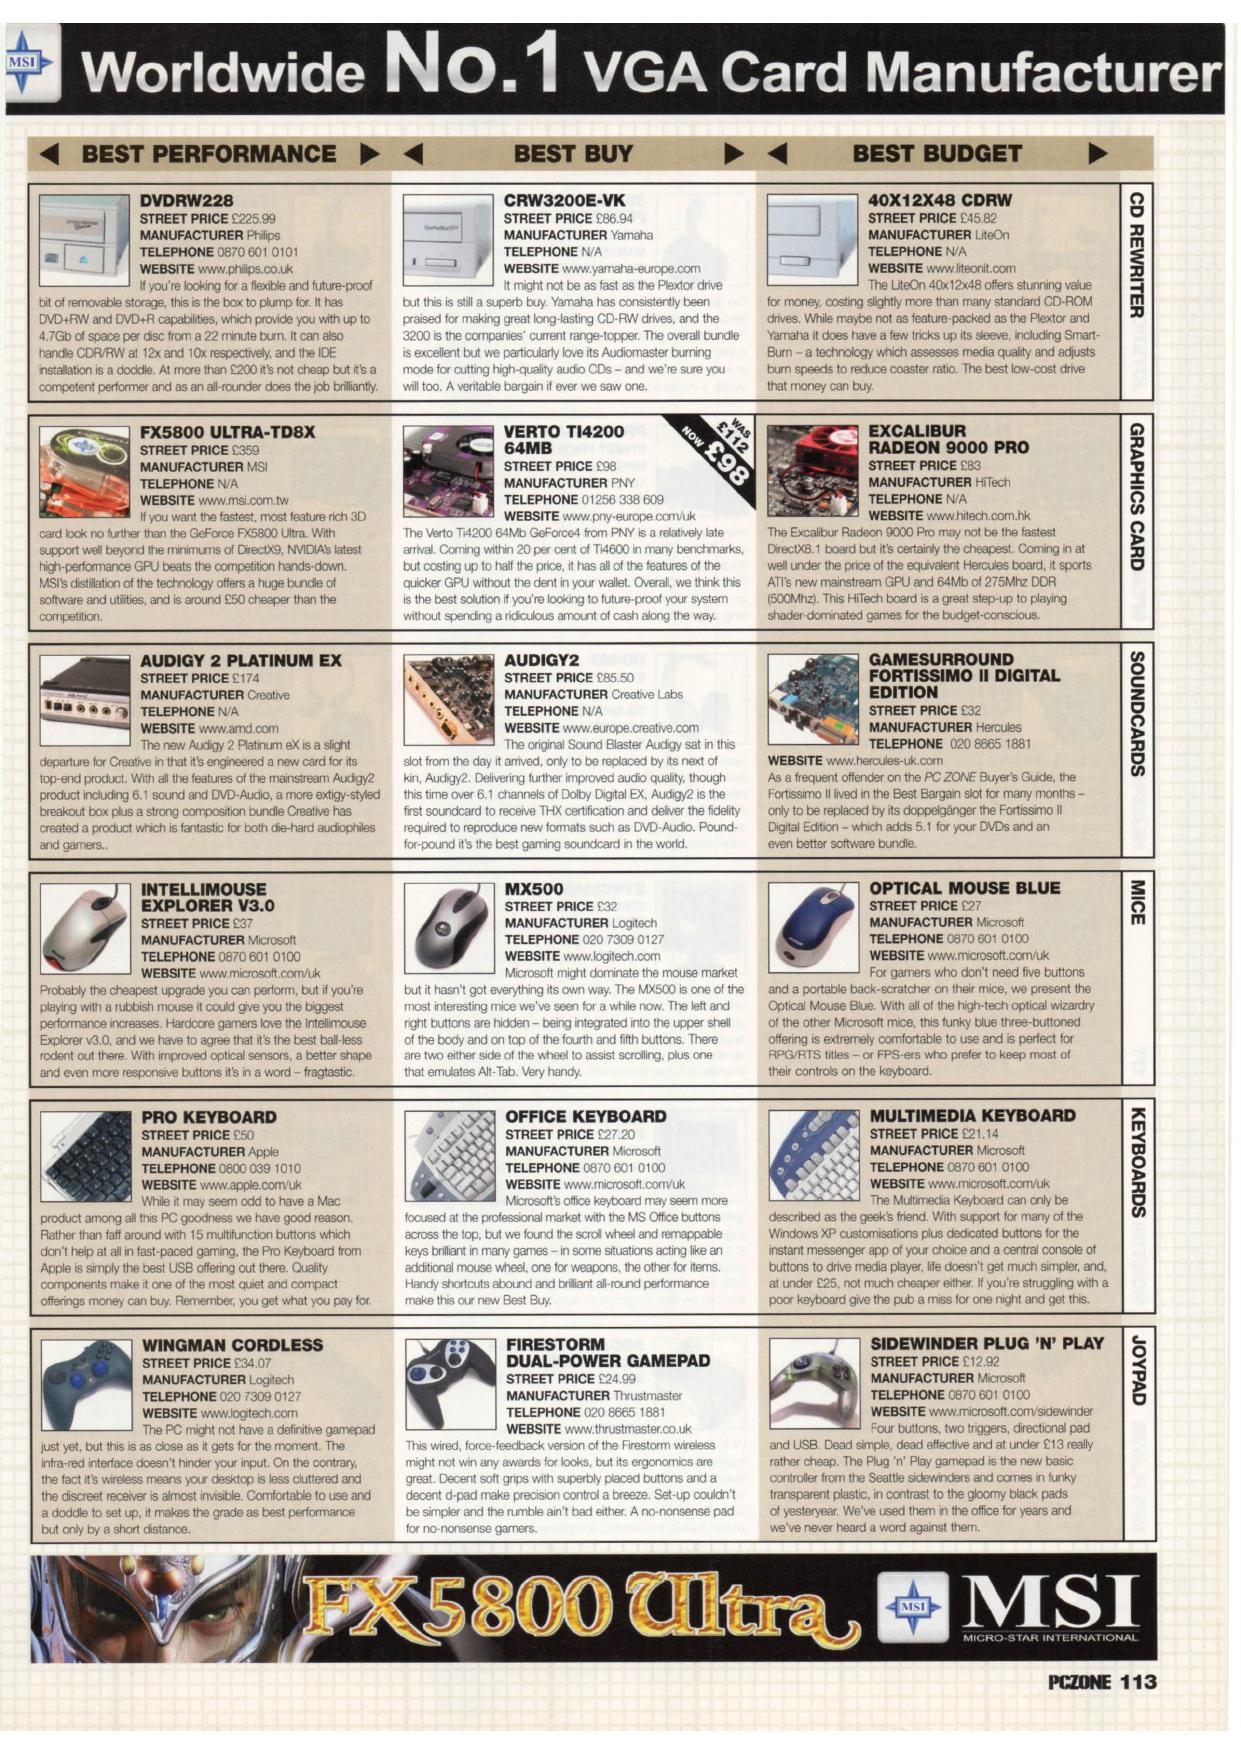 MSI
Worldwide No.1 VGA Card Manufacturer
BEST PERFORMANCE
BEST BUY
BEST BUDGET
DVDRW228
STREET PRICE £225.99
MANUFACTURER Philips
TELEPHONE 0870 601 0101
WEBSITE www.philips.co.uk
If you're looking for a flexible and future-proof
bit of removable storage, this is the box to plump for. It has
DVD+RW and DVD+R capabilities, which provide you with up to
4.7Gb of space per disc from a 22 minute burn. It can also
handle CDR/RW at 12x and 10x respectively, and the IDE
installation is a doddle. At more than £200 it's not cheap but it's a
competent performer and as an all-rounder does the job brilliantly.
CRW3200E-VK
STREET PRICE £86.94
MANUFACTURER Yamaha
TELEPHONE N/A
WEBSITE www.yamaha-europe.com
It might not be as fast as the Plextor drive
but this is still a superb buy. Yamaha has consistently been
praised for making great long-lasting CD-RW drives, and the
3200 is the companies' current range-topper. The overall bundle
is excellent but we particularly love its Audiomaster burning
mode for cutting high-quality audio CDs – and we're sure you
will too. A veritable bargain if ever we saw one.
40X12X48 CDRW
STREET PRICE £45.82
MANUFACTURER LiteOn
TELEPHONE N/A
WEBSITE www.liteonit.com
The LiteOn 40x12x48 offers stunning value
for money, costing slightly more than many standard CD-ROM
drives. While maybe not as feature-packed as the Plextor and
Yamaha it does have a few tricks up its sleeve, including Smart-
Burn – a technology which assesses media quality and adjusts
burn speeds to reduce coaster ratio. The best low-cost drive
that money can buy.
CD REWRITER
FX5800 ULTRA-TD8X
STREET PRICE £359
MANUFACTURER MSI
TELEPHONE N/A
WEBSITE www.msi.com.tw
If you want the fastest, most feature rich 3D
card look no further than the GeForce FX5800 Ultra. With
support well beyond the minimums of DirectX9, NVIDIA's latest
high-performance GPU beats the competition hands-down.
MSI's distillation of the technology offers a huge bundle of
software and utilities, and is around £50 cheaper than the
competition.
VERTO TI4200
64MB
STREET PRICE £98
MANUFACTURER PNY
TELEPHONE 01256 338 609
WEBSITE www.pny-europe.com/uk
The Verto Ti4200 64Mb GeForce4 from PNY is a relatively late
arrival. Coming within 20 per cent of Ti4600 in many benchmarks,
but costing up to half the price, it has all of the features of the
quicker GPU without the dent in your wallet. Overall, we think this
is the best solution if you're looking to future-proof your system
without spending a ridiculous amount of cash along the way.
WAS
£112
NOW £98
EXCALIBUR
RADEON 9000 PRO
STREET PRICE £83
MANUFACTURER HiTech
TELEPHONE N/A
WEBSITE www.hitech.com.hk
The Excalibur Radeon 9000 Pro may not be the fastest
DirectX8.1 board but it's certainly the cheapest. Coming in at
well under the price of the equivalent Hercules board, it sports
ATI's new mainstream GPU and 64Mb of 275Mhz DDR
(500Mhz). This HiTech board is a great step-up to playing
shader-dominated games for the budget-conscious.
GRAPHICS CARD
AUDIGY 2 PLATINUM EX
STREET PRICE £174
MANUFACTURER Creative
TELEPHONE N/A
WEBSITE www.amd.com
The new Audigy 2 Platinum eX is a slight
departure for Creative in that it's engineered a new card for its
top-end product. With all the features of the mainstream Audigy2
product including 6.1 sound and DVD-Audio, a more extigy-styled
breakout box plus a strong composition bundle Creative has
created a product which is fantastic for both die-hard audiophiles
and gamers..
AUDIGY2
STREET PRICE £85.50
MANUFACTURER Creative Labs
TELEPHONE N/A
WEBSITE www.europe.creative.com
The original Sound Blaster Audigy sat in this
slot from the day it arrived, only to be replaced by its next of
kin, Audigy2. Delivering further improved audio quality, though
this time over 6.1 channels of Dolby Digital EX, Audigy2 is the
first soundcard to receive THX certification and deliver the fidelity
required to reproduce new formats such as DVD-Audio. Pound-
for-pound it's the best gaming soundcard in the world.
GAMESURROUND
FORTISSIMO II DIGITAL
EDITION
STREET PRICE £32
MANUFACTURER Hercules
TELEPHONE 020 8665 1881
WEBSITE www.hercules-uk.com
As a frequent offender on the PC ZONE Buyer's Guide, the
Fortissimo II lived in the Best Bargain slot for many months –
only to be replaced by its doppelgänger the Fortissimo II
Digital Edition – which adds 5.1 for your DVDs and an
even better software bundle.
SOUNDCARDS
INTELLIMOUSE
EXPLORER V3.0
STREET PRICE £37
MANUFACTURER Microsoft
TELEPHONE 0870 601 0100
WEBSITE www.microsoft.com/uk
Probably the cheapest upgrade you can perform, but if you're
playing with a rubbish mouse it could give you the biggest
performance increases. Hardcore gamers love the Intellimouse
Explorer v3.0, and we have to agree that it's the best ball-less
rodent out there. With improved optical sensors, a better shape
and even more responsive buttons it's in a word – fragtastic.
MX500
STREET PRICE £32
MANUFACTURER Logitech
TELEPHONE 020 7309 0127
WEBSITE www.logitech.com
Microsoft might dominate the mouse market
but it hasn't got everything its own way. The MX500 is one of the
most interesting mice we've seen for a while now. The left and
right buttons are hidden – being integrated into the upper shell
of the body and on top of the fourth and fifth buttons. There
are two either side of the wheel to assist scrolling, plus one
that emulates Alt-Tab. Very handy.
OPTICAL MOUSE BLUE
STREET PRICE £27
MANUFACTURER Microsoft
TELEPHONE 0870 601 0100
WEBSITE www.microsoft.com/uk
For gamers who don't need five buttons
and a portable back-scratcher on their mice, we present the
Optical Mouse Blue. With all of the high-tech optical wizardry
of the other Microsoft mice, this funky blue three-buttoned
offering is extremely comfortable to use and is perfect for
RPG/RTS titles – or FPS-ers who prefer to keep most of
their controls on the keyboard.
MICE
PRO KEYBOARD
STREET PRICE £50
MANUFACTURER Apple
TELEPHONE 0800 039 1010
WEBSITE www.apple.com/uk
While it may seem odd to have a Mac
product among all this PC goodness we have good reason.
Rather than faff around with 15 multifunction buttons which
don't help at all in fast-paced gaming, the Pro Keyboard from
Apple is simply the best USB offering out there. Quality
components make it one of the most quiet and compact
offerings money can buy. Remember, you get what you pay for.
OFFICE KEYBOARD
STREET PRICE £27.20
MANUFACTURER Microsoft
TELEPHONE 0870 601 0100
WEBSITE www.microsoft.com/uk
Microsoft's office keyboard may seem more
focused at the professional market with the MS Office buttons
across the top, but we found the scroll wheel and remappable
keys brilliant in many games – in some situations acting like an
additional mouse wheel, one for weapons, the other for items.
Handy shortcuts abound and brilliant all-round performance
make this our new Best Buy.
MULTIMEDIA KEYBOARD
STREET PRICE £21.14
MANUFACTURER Microsoft
TELEPHONE 0870 601 0100
WEBSITE www.microsoft.com/uk
The Multimedia Keyboard can only be
described as the geek's friend. With support for many of the
Windows XP customisations plus dedicated buttons for the
instant messenger app of your choice and a central console of
buttons to drive media player, life doesn't get much simpler, and,
at under £25, not much cheaper either. If you're struggling with a
poor keyboard give the pub a miss for one night and get this.
KEYBOARDS
WINGMAN CORDLESS
STREET PRICE £34.07
MANUFACTURER Logitech
TELEPHONE 020 7309 0127
WEBSITE www.logitech.com
The PC might not have a definitive gamepad
just yet, but this is as close as it gets for the moment. The
infra-red interface doesn't hinder your input. On the contrary,
the fact it's wireless means your desktop is less cluttered and
the discreet receiver is almost invisible. Comfortable to use and
a doddle to set up, it makes the grade as best performance
but only by a short distance.
FIRESTORM
DUAL-POWER GAMEPAD
STREET PRICE £24.99
MANUFACTURER Thrustmaster
TELEPHONE 020 8665 1881
WEBSITE www.thrustmaster.co.uk
This wired, force-feedback version of the Firestorm wireless
might not win any awards for looks, but its ergonomics are
great. Decent soft grips with superbly placed buttons and a
decent d-pad make precision control a breeze. Set-up couldn't
be simpler and the rumble ain't bad either. A no-nonsense pad
for no-nonsense gamers.
SIDEWINDER PLUG 'N' PLAY
STREET PRICE £12.92
MANUFACTURER Microsoft
TELEPHONE 0870 601 0100
WEBSITE www.microsoft.com/sidewinder
Four buttons, two triggers, directional pad
and USB. Dead simple, dead effective and at under £13 really
rather cheap. The Plug 'n' Play gamepad is the new basic
controller from the Seattle sidewinders and comes in funky
transparent plastic, in contrast to the gloomy black pads
of yesteryear. We've used them in the office for years and
we've never heard a word against them.
JOYPAD
FX5800 Ultra
MSI
MSI
MICRO-STAR INTERNATIONAL
PCZONE 113